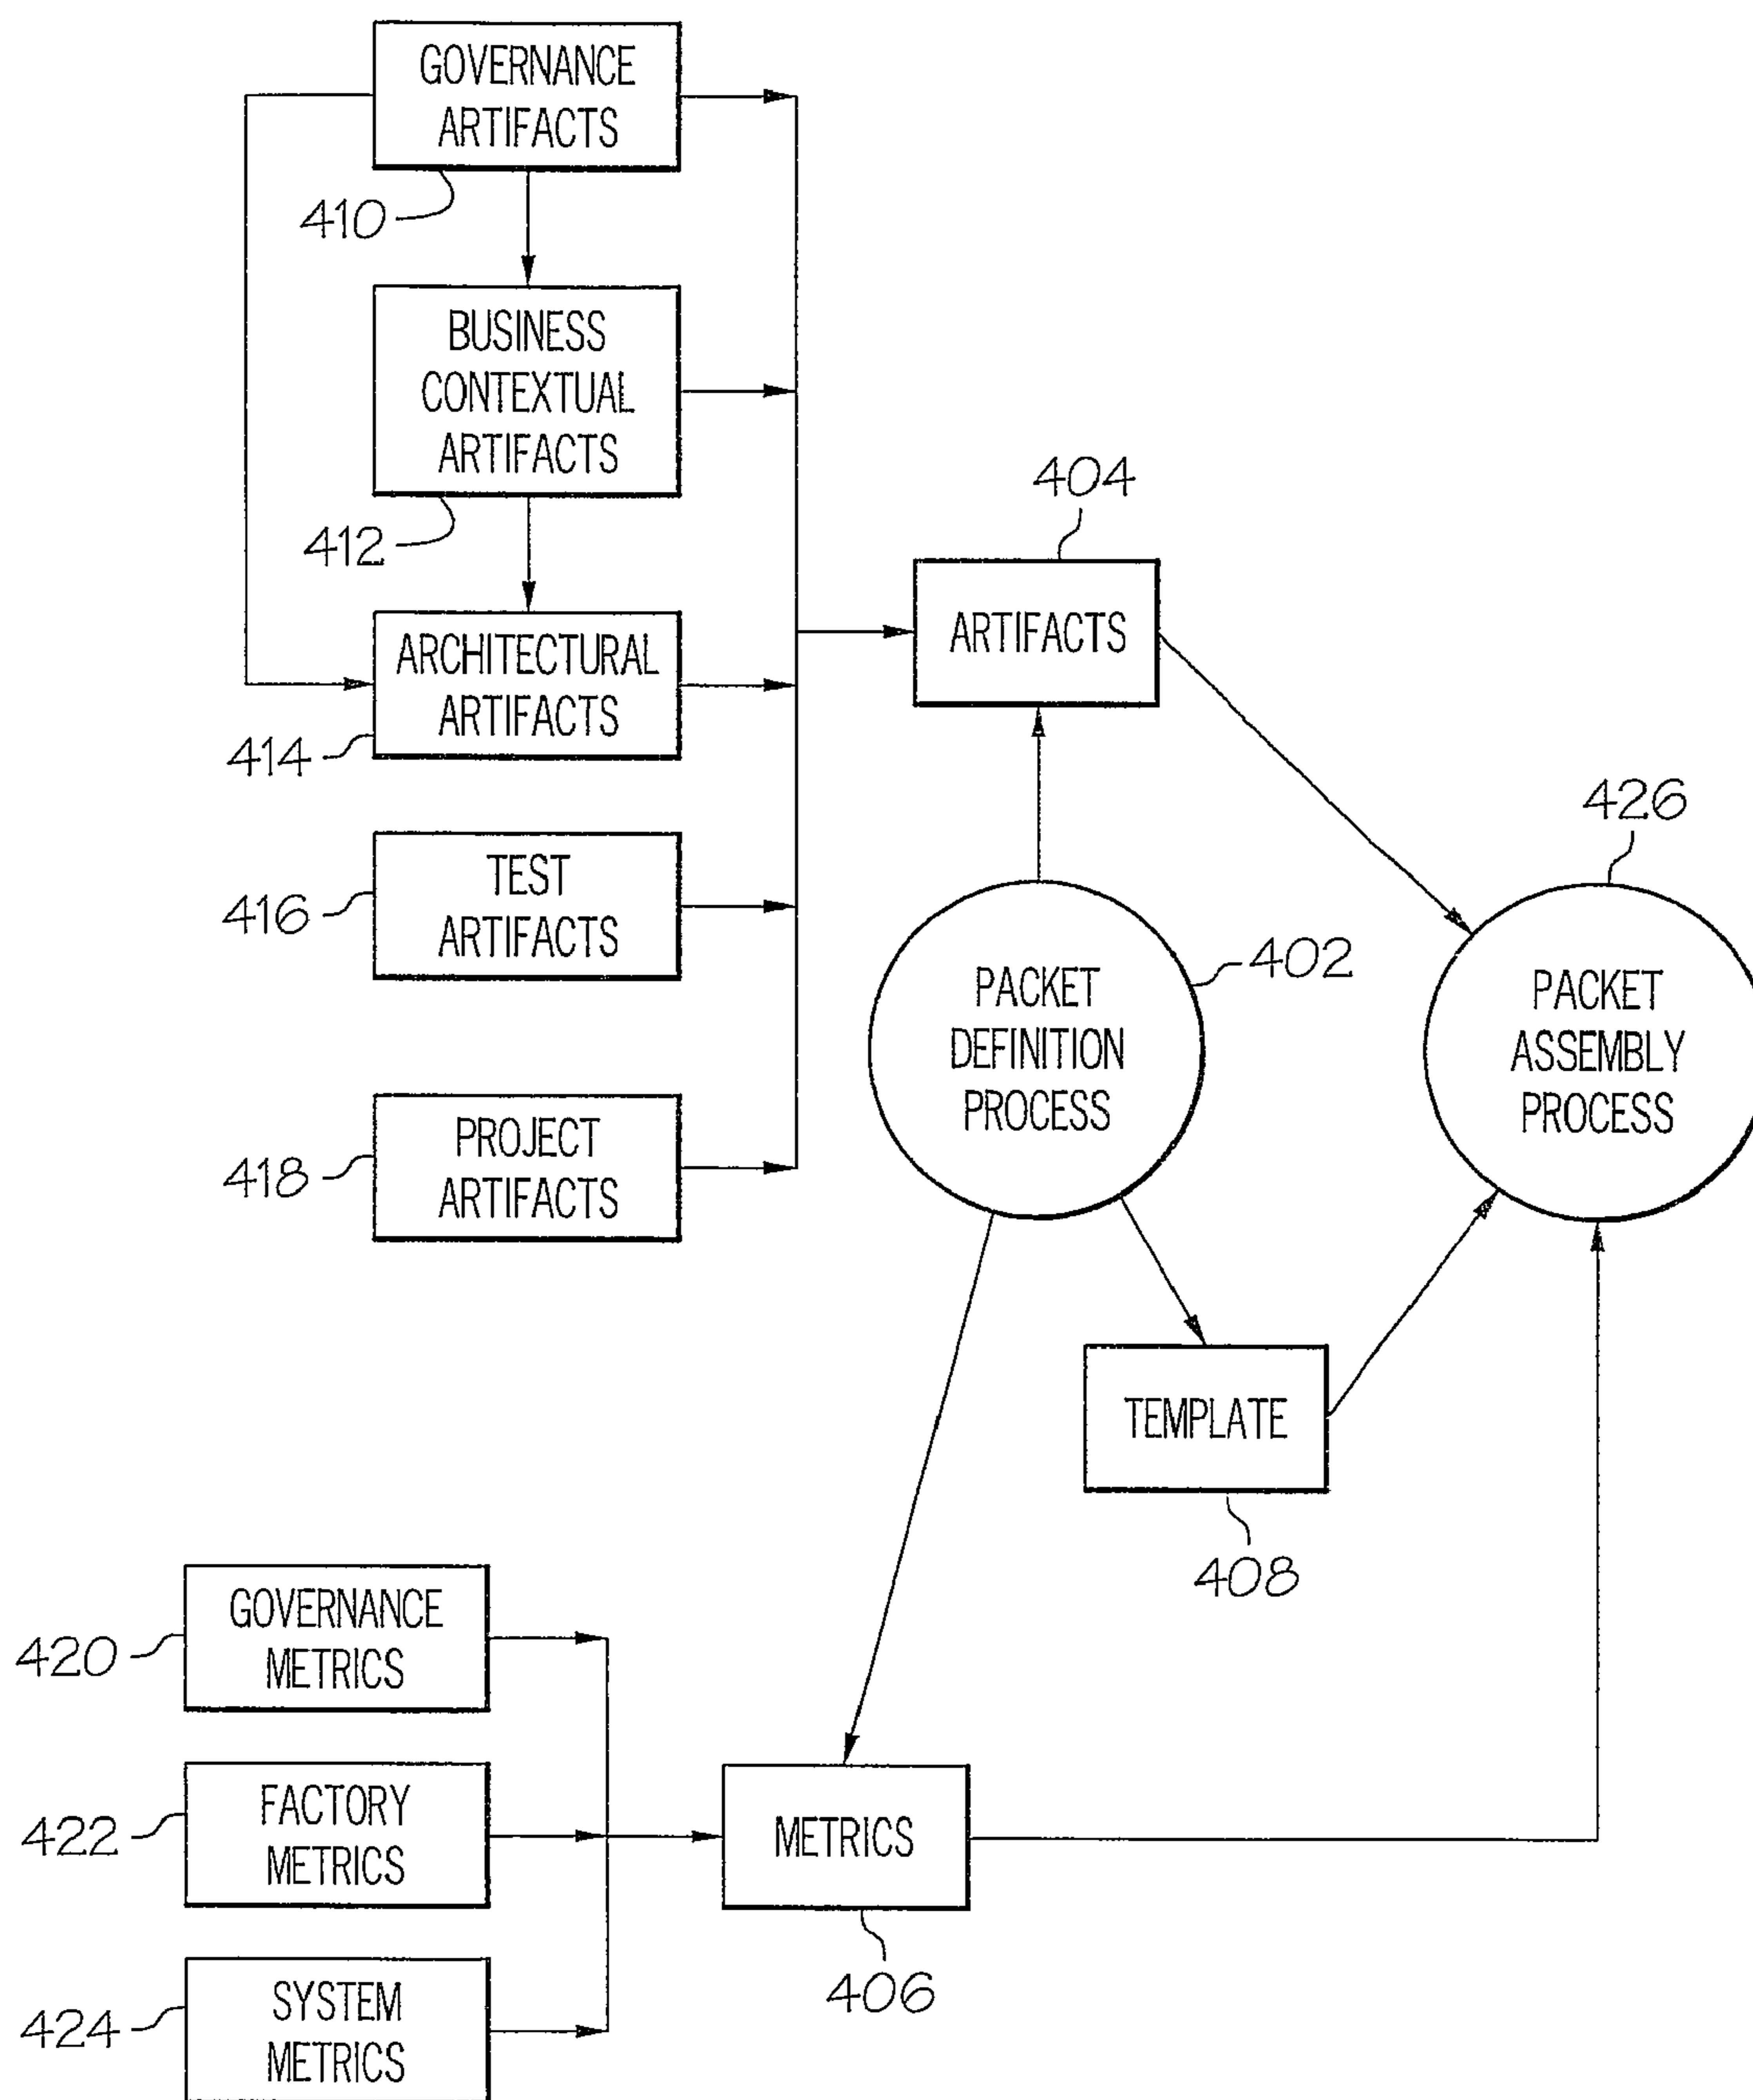 GOVERNANCE
ARTIFACTS
410
BUSINESS
CONTEXTUAL
ARTIFACTS
412
ARCHITECTURAL
ARTIFACTS
414
TEST
ARTIFACTS
416
PROJECT
ARTIFACTS
418
404
ARTIFACTS
402
PACKET
DEFINITION
PROCESS
426
PACKET
ASSEMBLY
PROCESS
TEMPLATE
408
GOVERNANCE
METRICS
420
FACTORY
METRICS
422
SYSTEM
METRICS
424
METRICS
406